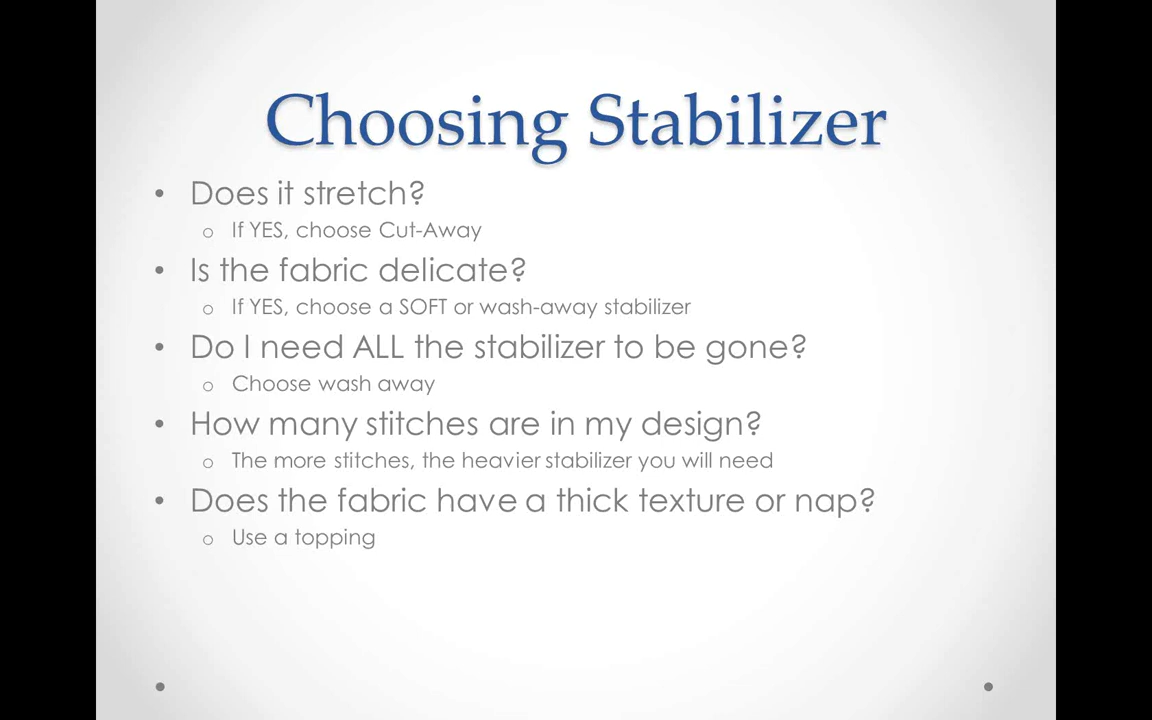 Choosing Stabilizer
• Does it stretch?
o If YES, choose Cut-Away
• Is the fabric delicate?
o If YES, choose a SOFT or wash-away stabilizer
• Do I need ALL the stabilizer to be gone?
o Choose wash away
• How many stitches are in my design?
o The more stitches, the heavier stabilizer you will need
• Does the fabric have a thick texture or nap?
o Use a topping